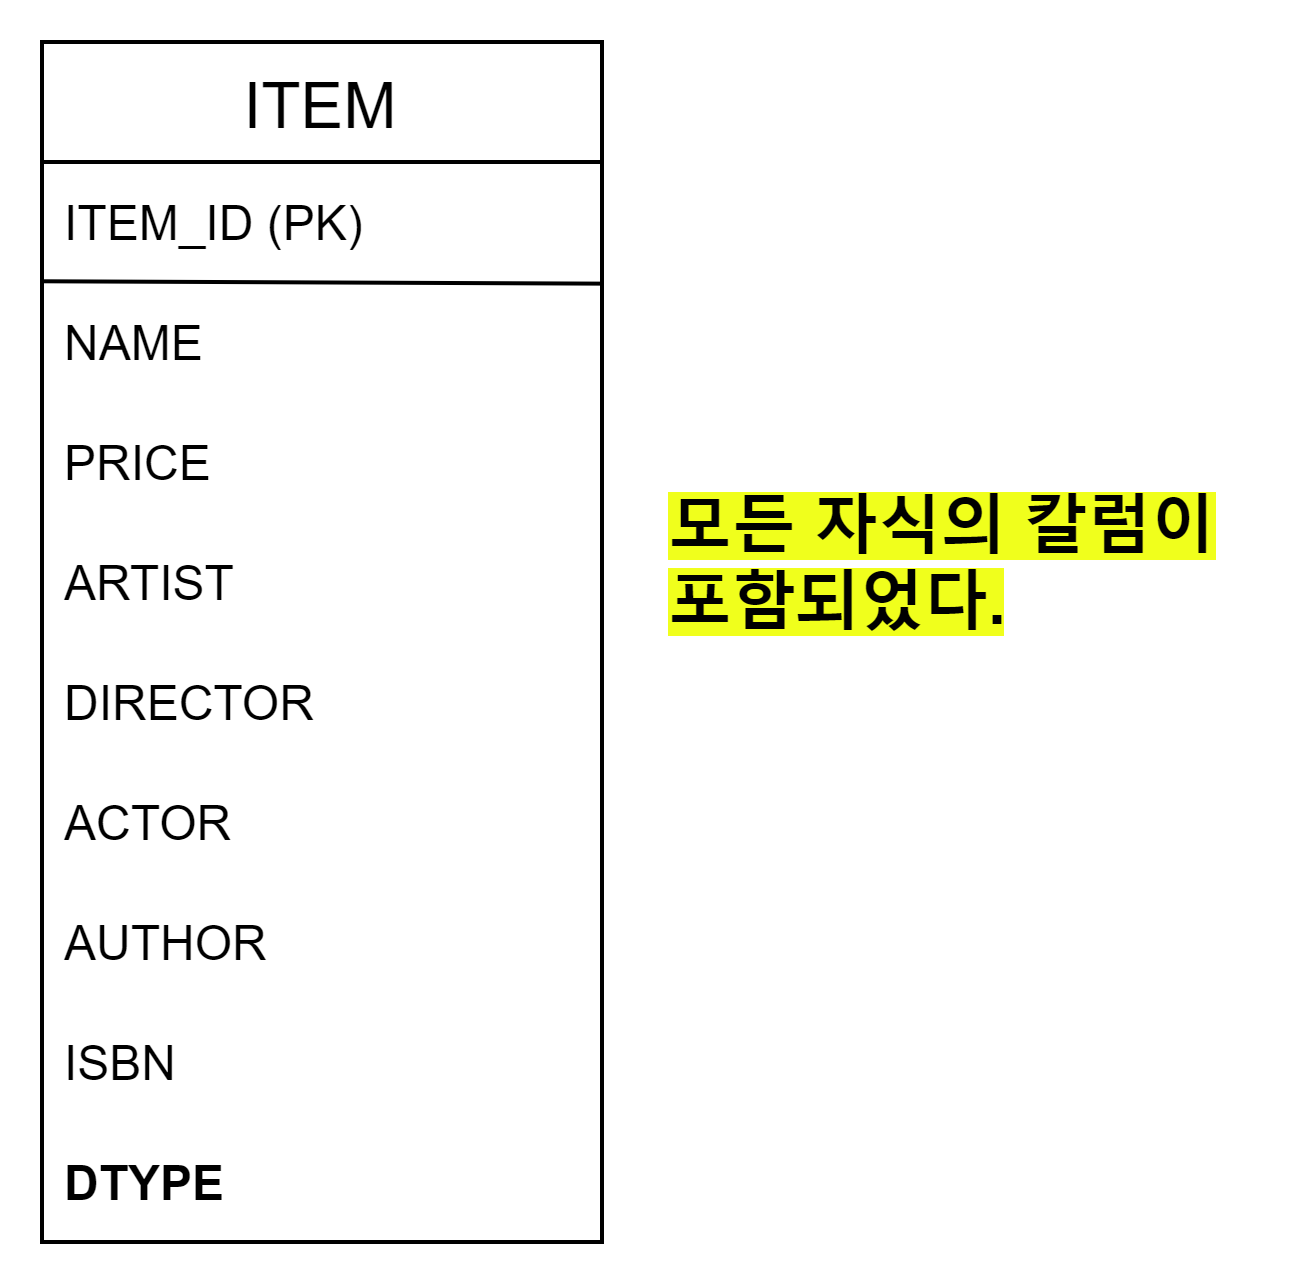 ITEM
ITEM_ID (PK)
NAME
PRICE
ARTIST
DIRECTOR
ACTOR
AUTHOR
ISBN
DTYPE
모든 자식의 칼럼이
포함되었다.